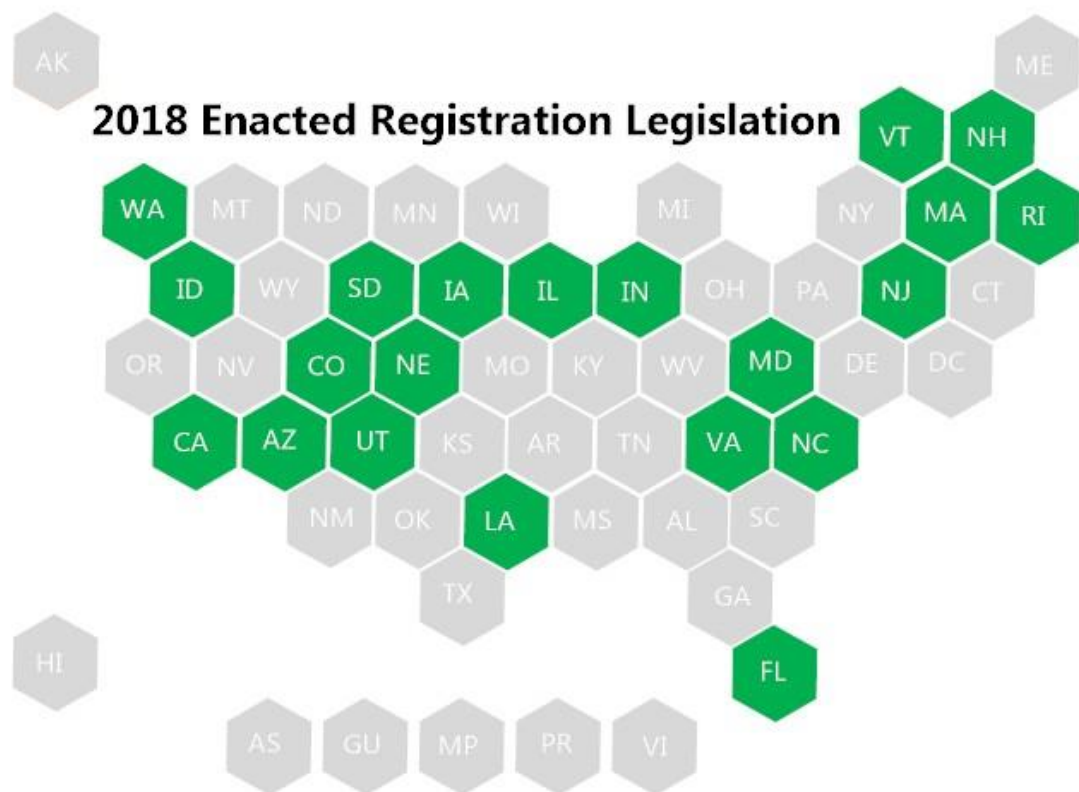 AK
ME
2018 Enacted Registration Legislation
VT NH
WA MT ND MN WI MI NY MA RI
ID WY SD IA IL IN OH PA NJ CT
OR NV CO NE MO KY WV MD DE DC
CA AZ UT KS AR TN VA NC
NM OK LA MS AL SC
TX GA
HI
FL
AS GU MP PR VI